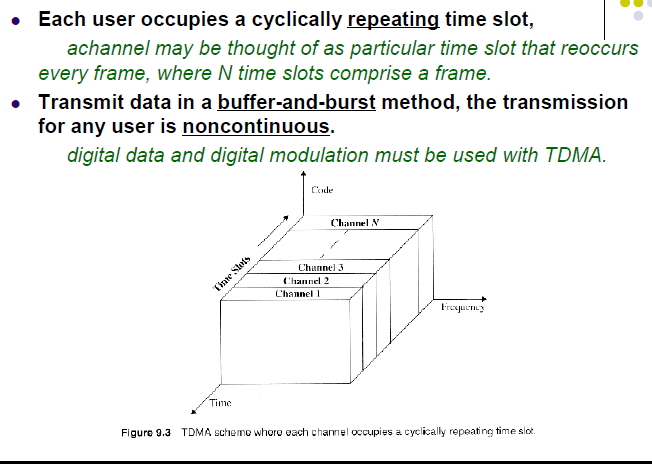 Each user occupies a cyclically repeating time slot,
achannel may be thought of as particular time slot that reoccurs
every frame, where N time slots comprise a frame.
Transmit data in a buffer-and-burst method, the transmission
for any user is noncontinuous.
digital data and digital modulation must be used with TDMA.
Code
Channel N
Time Slots
Channel 3
Channel 2
Channel 1
Frequency
Time
Figure 9.3 TDMA scheme where each channel occupies a cyclically repeating time slot.